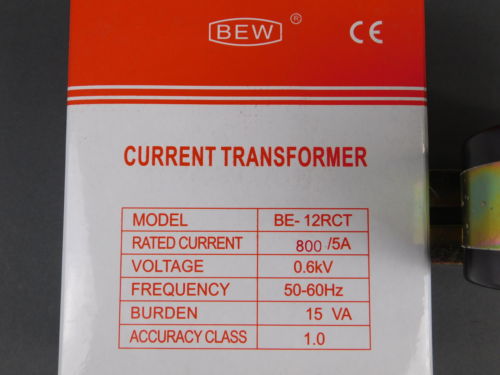 BEW ®
CE
CURRENT TRANSFORMER
MODEL BE- 12RCT
RATED CURRENT 800 /5A
VOLTAGE 0.6kV
FREQUENCY 50-60Hz
BURDEN 15 VA
ACCURACY CLASS 1.0